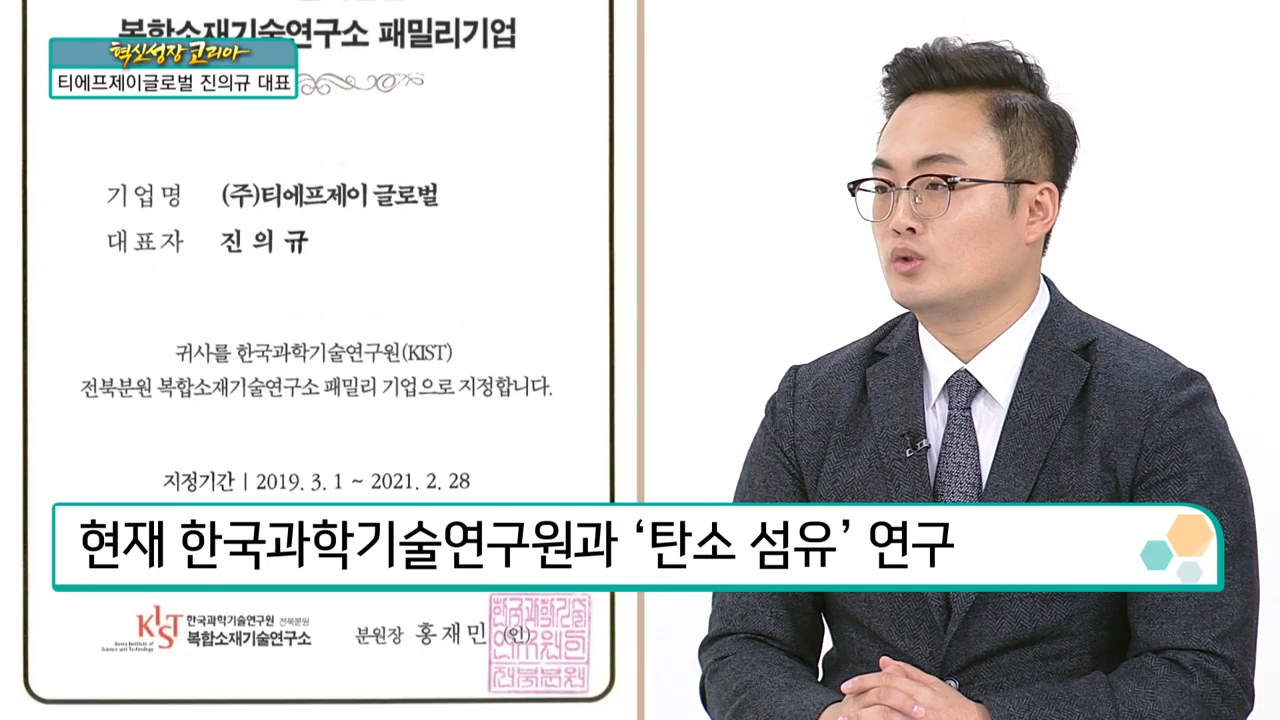 복합소재기술연구소 패밀리기업
혁신성장 코리아
티에프제이글로벌 진의규 대표
기업명 (주)티에프제이 글로벌
대표자 진 의 규
귀사를 한국과학기술연구원(KIST)
전북분원 복합소재기술연구소 패밀리 기업으로 지정합니다.
지정기간 | 2019. 3. 1 ~ 2021. 2. 28
현재 한국과학기술연구원과 ‘탄소 섬유’ 연구
KIST 한국과학기술연구원 전북분원
Korea Institute of
Science and Technology
복합소재기술연구소
분원장 홍재민 (인)